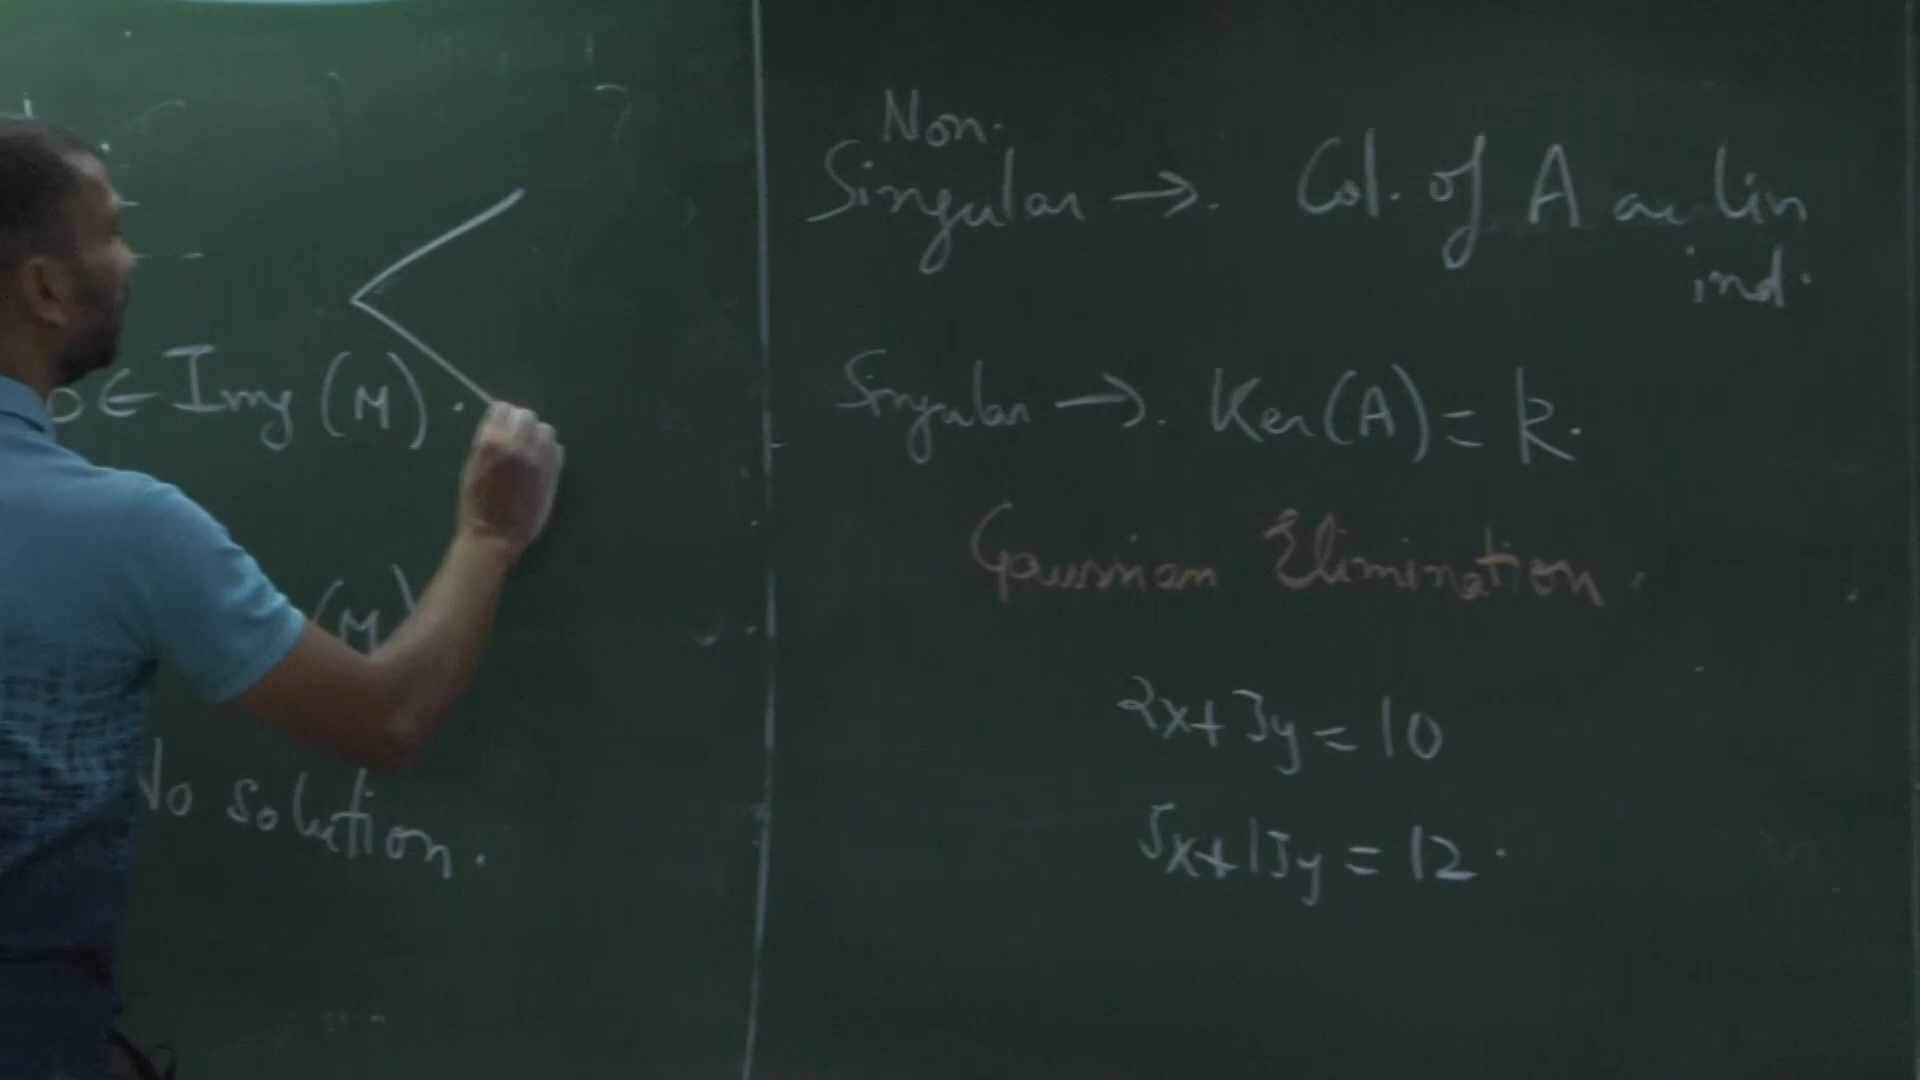 ∈ Img (M).
(M)
No solution.
Non.
Singular →. Col. of A are Lin
ind.
Singular →. Ker(A) = k.
Gaussian Elimination.
2x+3y = 10
5x+13y = 12.